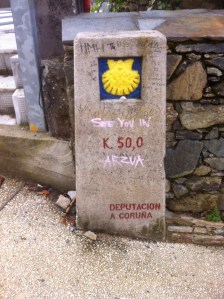 SEE YOU IN
K. 50,0
ARZUA
DEPUTACION
A CORUÑA